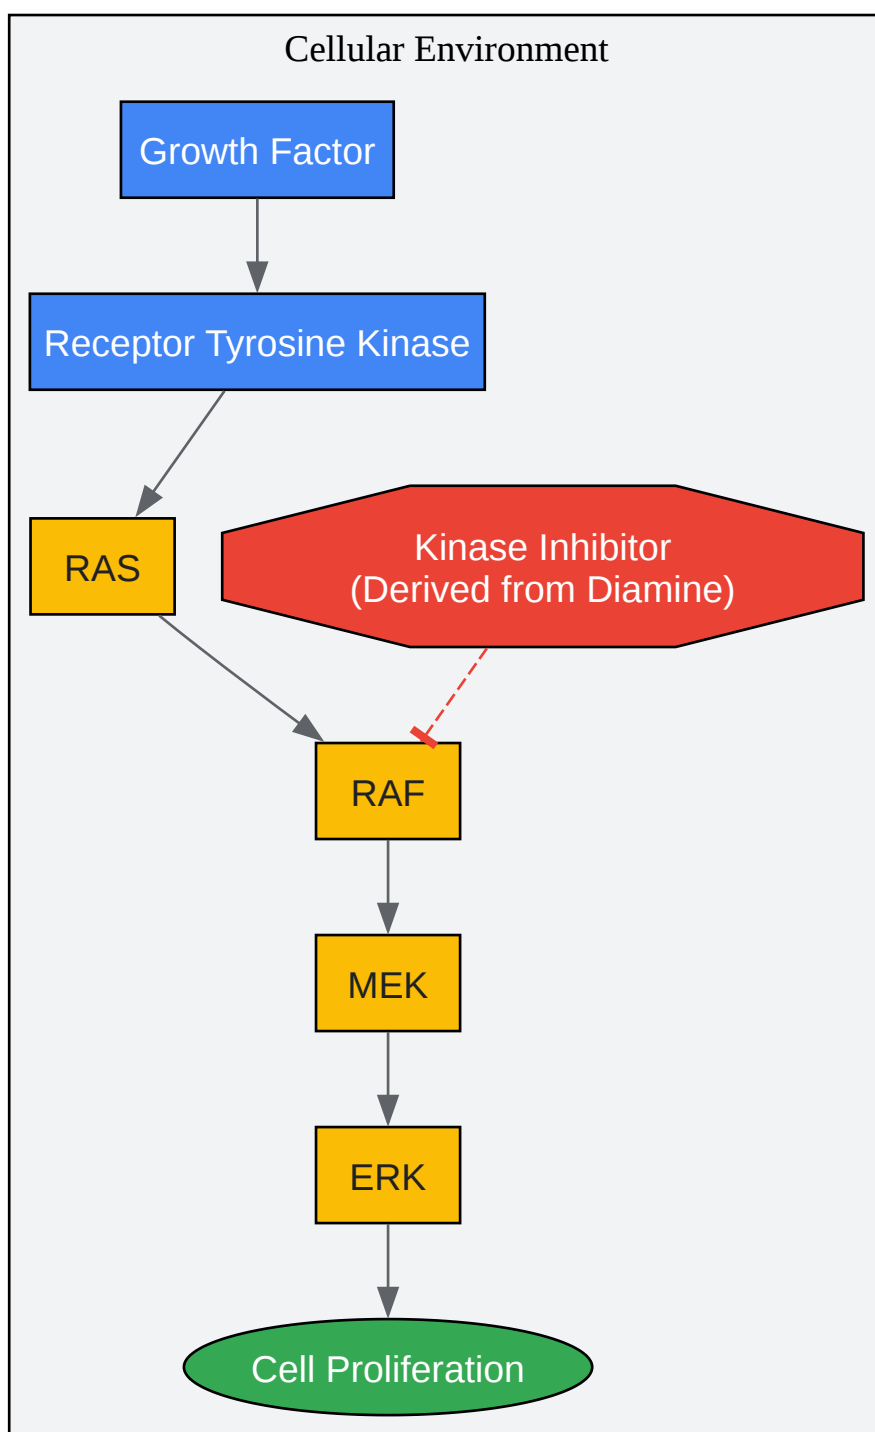 Cellular Environment
Growth Factor
Receptor Tyrosine Kinase
RAS
Kinase Inhibitor
(Derived from Diamine)
RAF
MEK
ERK
Cell Proliferation